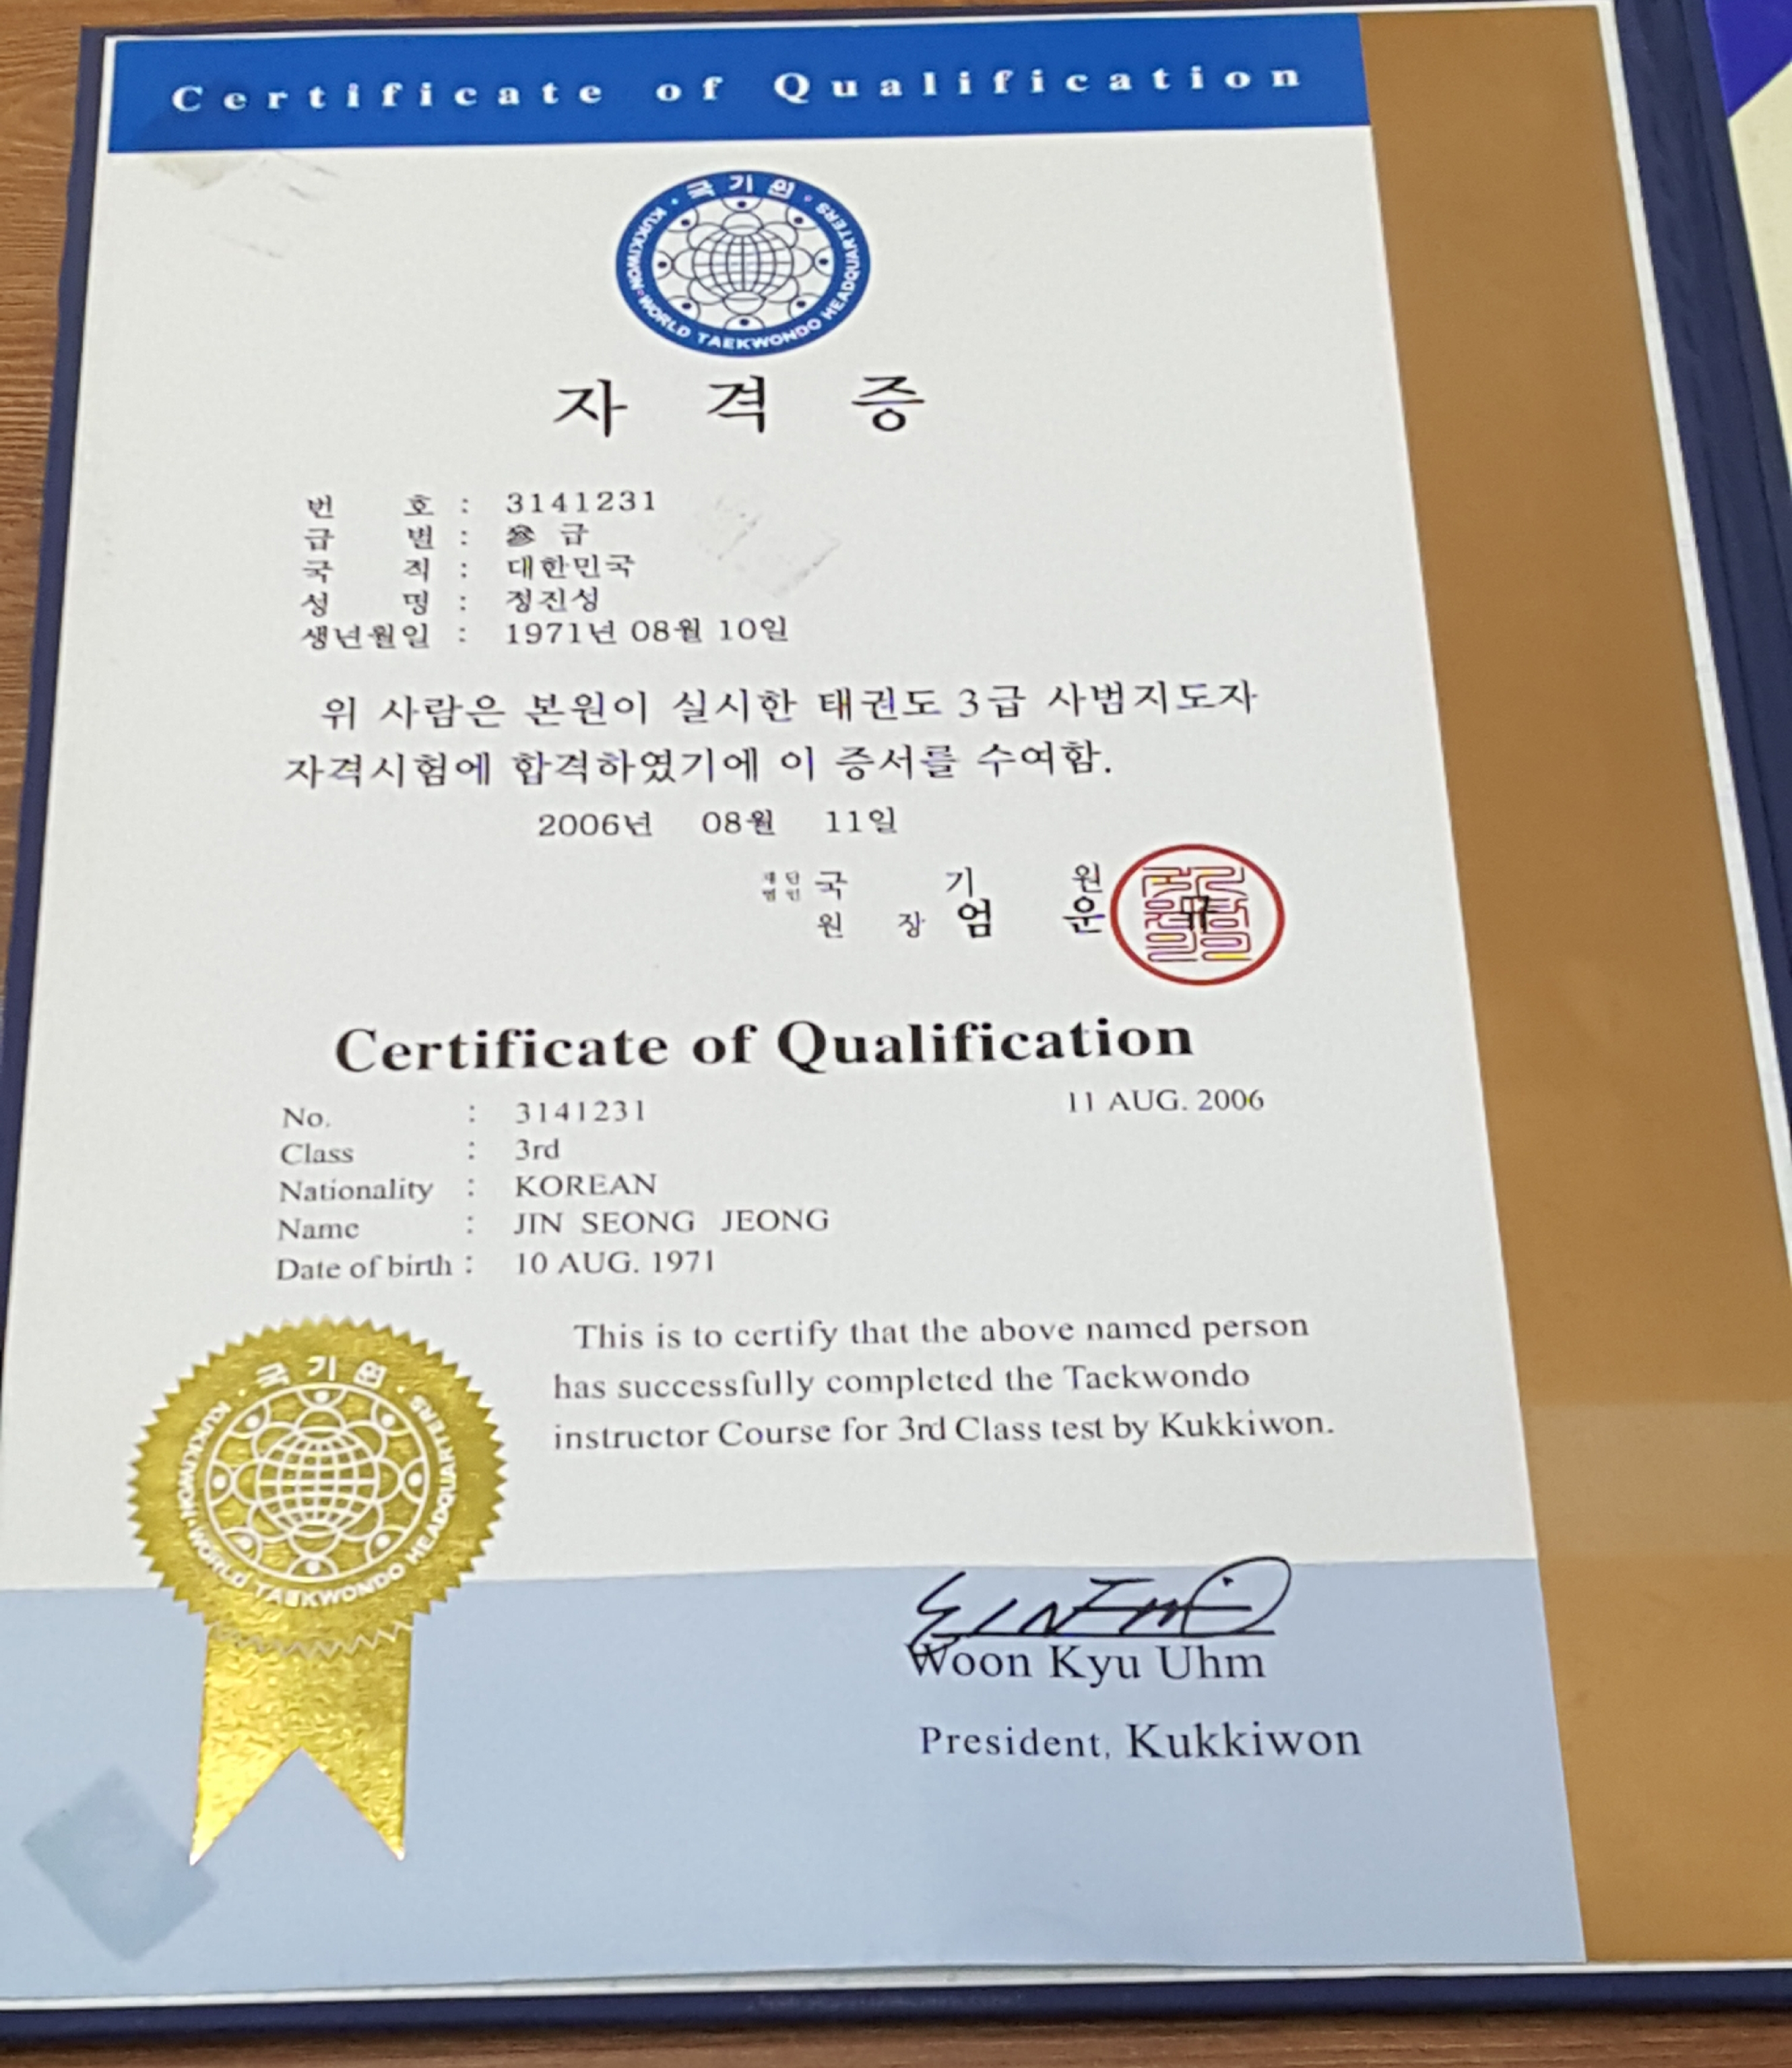 Certificate of Qualification
국기원
KUKKIWON · WORLD TAEKWONDO HEADQUARTERS
자 격 증
번 호 : 3141231
급 별 : 參 급
국 적 : 대한민국
성 명 : 정진성
생년월일 : 1971년 08월 10일
위 사람은 본원이 실시한 태권도 3급 사범지도자
자격시험에 합격하였기에 이 증서를 수여함.
2006년 08월 11일
재단법인 국 기 원
원 장 엄 운 규
Certificate of Qualification
11 AUG. 2006
No. : 3141231
Class : 3rd
Nationality : KOREAN
Name : JIN SEONG JEONG
Date of birth : 10 AUG. 1971
This is to certify that the above named person
has successfully completed the Taekwondo
instructor Course for 3rd Class test by Kukkiwon.
국기원
KUKKIWON · WORLD TAEKWONDO HEADQUARTERS
Woon Kyu Uhm
President, Kukkiwon